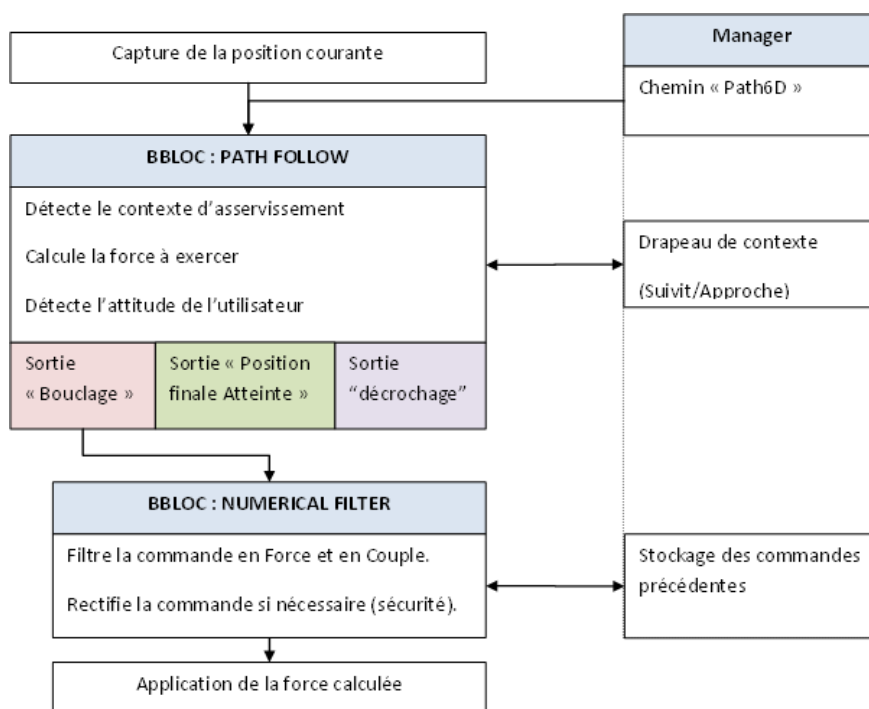 Capture de la position courante
Manager
Chemin « Path6D »
BBLOC : PATH FOLLOW
Détecte le contexte d'asservissement
Calcule la force à exercer
Détecte l'attitude de l'utilisateur
Drapeau de contexte
(Suivit/Approche)
Sortie
« Bouclage »
Sortie « Position
finale Atteinte »
Sortie
"décrochage"
BBLOC : NUMERICAL FILTER
Filtre la commande en Force et en Couple.
Rectifie la commande si nécessaire (sécurité).
Stockage des commandes
précédentes
Application de la force calculée